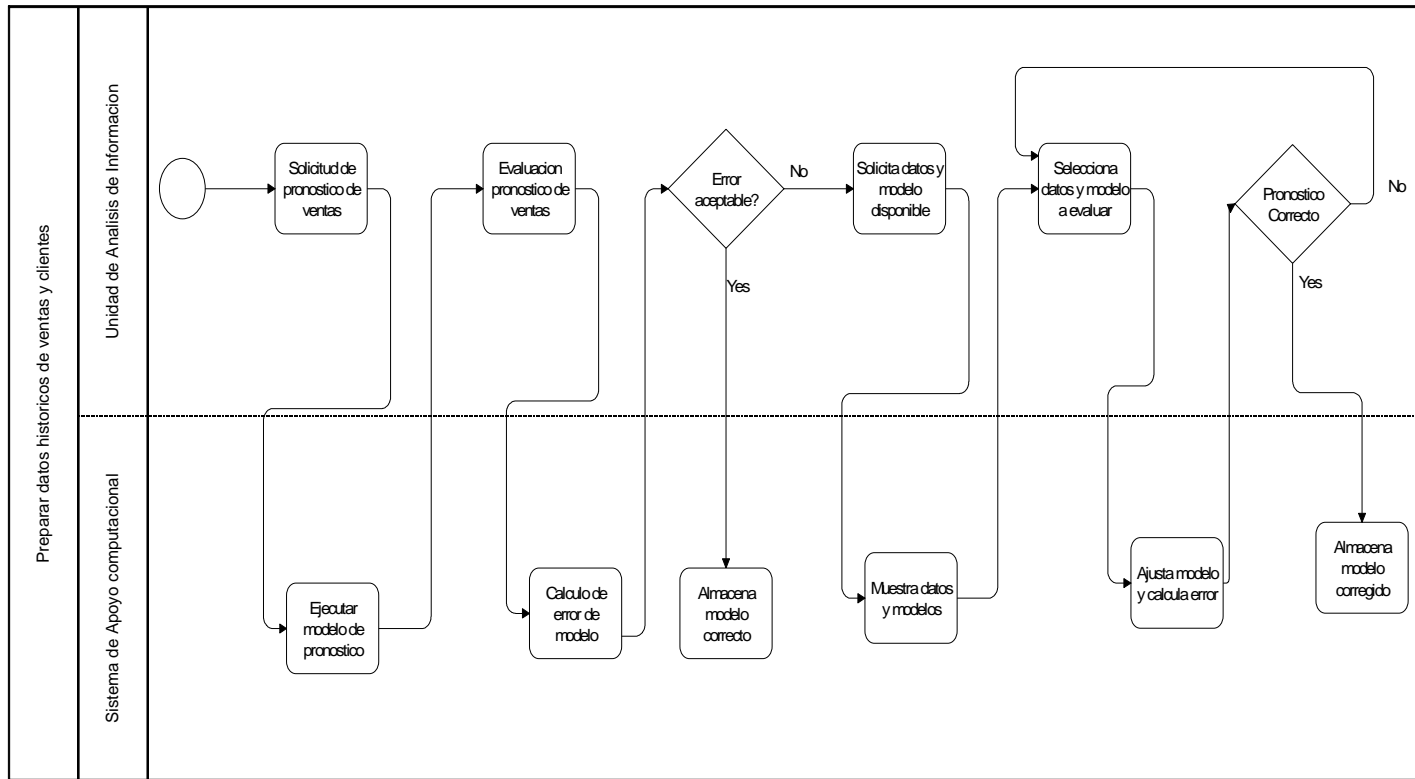 Preparar datos historicos de ventas y clientes
Unidad de Analisis de Informacion
Solicitud de
pronostico de
ventas
Evaluacion
pronostico de
ventas
Error
aceptable?
No
Yes
Solicita datos y
modelo
disponible
Selecciona
datos y modelo
a evaluar
Pronostico
Correcto
No
Yes
Sistema de Apoyo computacional
Ejecutar
modelo de
pronostico
Calculo de
error de
modelo
Almacena
modelo
correcto
Muestra datos
y modelos
Ajusta modelo
y calcula error
Almacena
modelo
corregido